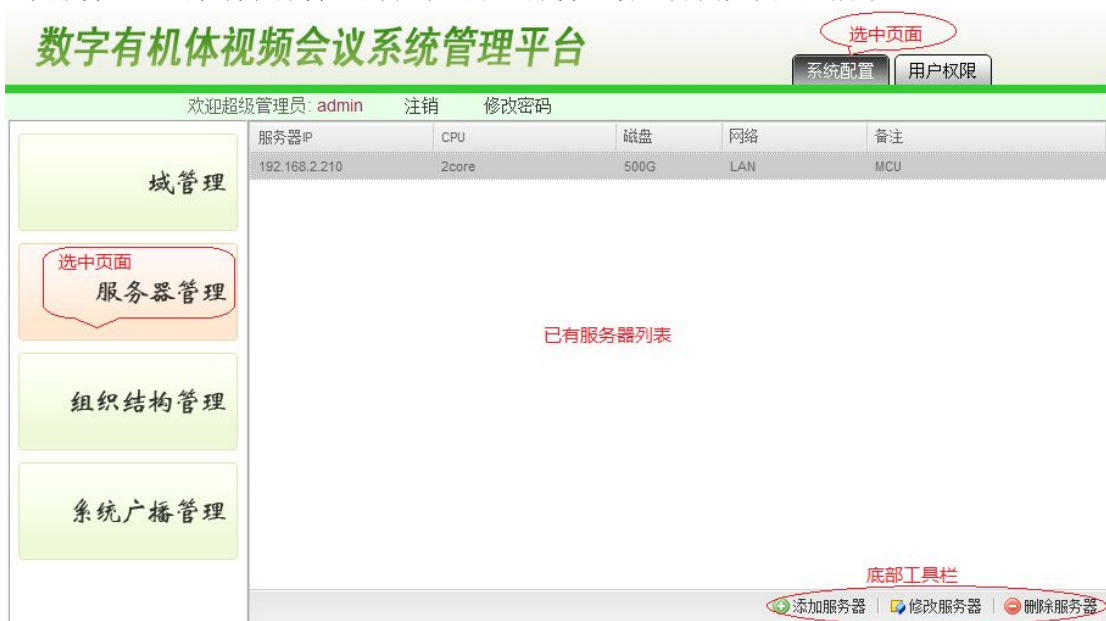 选中页面
数字有机体视频会议系统管理平台
系统配置 用户权限
欢迎超级管理员: admin 注销 修改密码
服务器IP CPU 磁盘 网络 备注
192.168.2.210 2core 500G LAN MCU
域管理
选中页面
服务器管理
已有服务器列表
组织结构管理
系统广播管理
底部工具栏
添加服务器 修改服务器 删除服务器